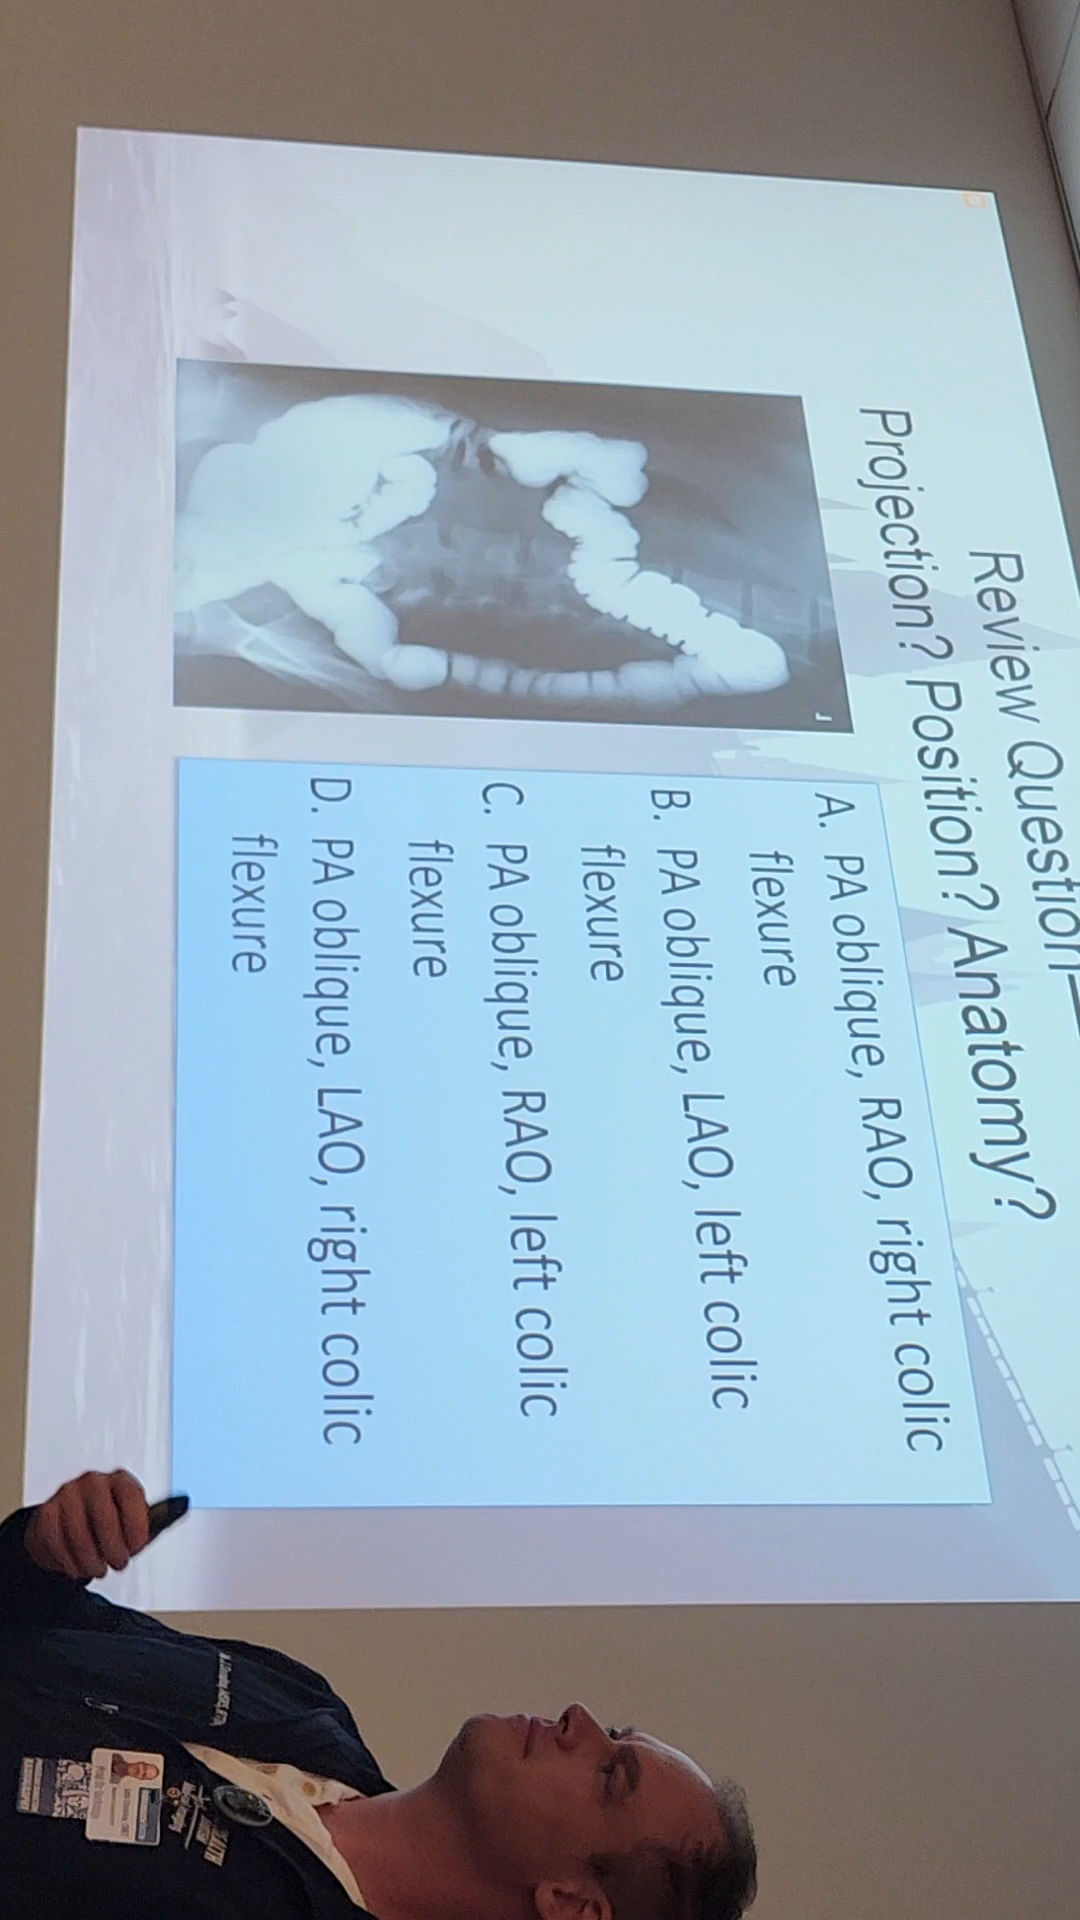 Review Question—
Projection? Position? Anatomy?
A. PA oblique, RAO, right colic
flexure
B. PA oblique, LAO, left colic
flexure
C. PA oblique, RAO, left colic
flexure
D. PA oblique, LAO, right colic
flexure